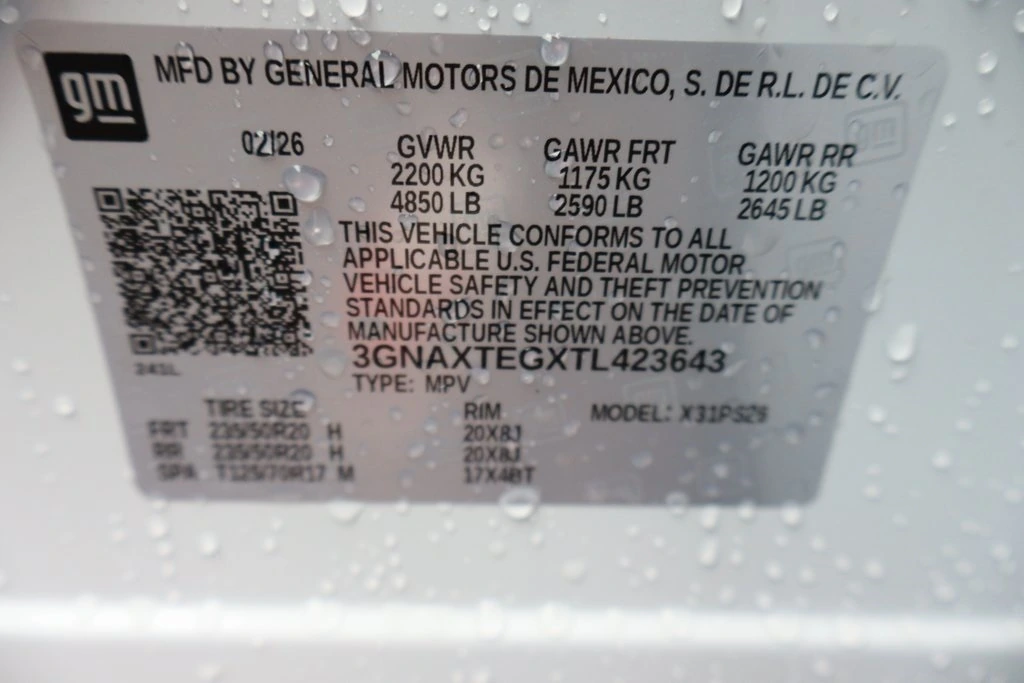 gm
MFD BY GENERAL MOTORS DE MEXICO, S. DE R.L. DE C.V.
02/26 GVWR GAWR FRT GAWR RR
2200 KG 1175 KG 1200 KG
4850 LB 2590 LB 2645 LB
THIS VEHICLE CONFORMS TO ALL
APPLICABLE U.S. FEDERAL MOTOR
VEHICLE SAFETY AND THEFT PREVENTION
STANDARDS IN EFFECT ON THE DATE OF
MANUFACTURE SHOWN ABOVE.
3GNAXTEGXTL423643
241L TYPE: MPV
TIRE SIZE RIM MODEL: X31PS26
FRT 235/50R20 H 20X8J
RR 235/50R20 H 20X8J
SPA T125/70R17 M 17X4BT